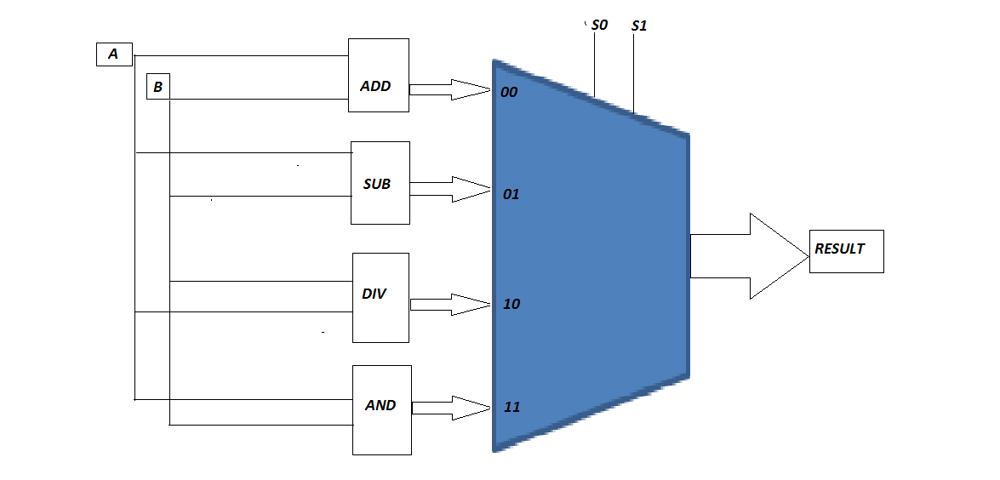 A
B
ADD
SUB
DIV
AND
00
01
10
11
S0
S1
RESULT